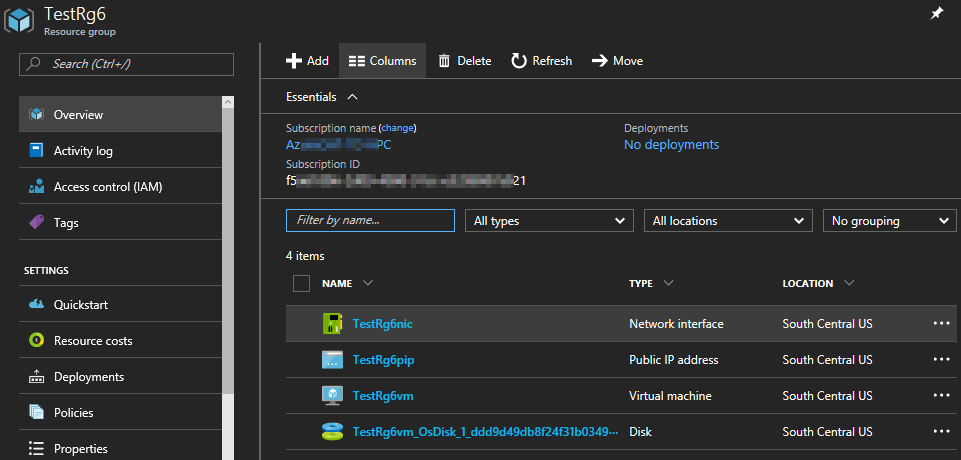 TestRg6
Resource group
Search (Ctrl+/)
Overview
Activity log
Access control (IAM)
Tags
SETTINGS
Quickstart
Resource costs
Deployments
Policies
Properties
Add Columns Delete Refresh Move
Essentials
Subscription name (change) Deployments
No deployments
Subscription ID
Filter by name... All types All locations No grouping
4 items
NAME TYPE LOCATION
TestRg6nic Network interface South Central US ...
TestRg6pip Public IP address South Central US ...
TestRg6vm Virtual machine South Central US ...
TestRg6vm_OsDisk_1_ddd9d49db8f24f31b0349... Disk South Central US ...